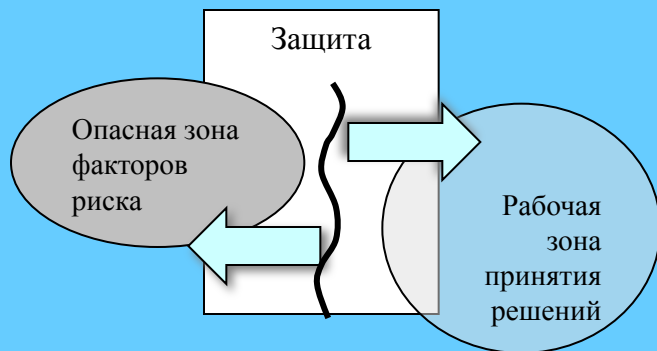 Защита
Опасная зона
факторов
риска
Рабочая
зона
принятия
решений